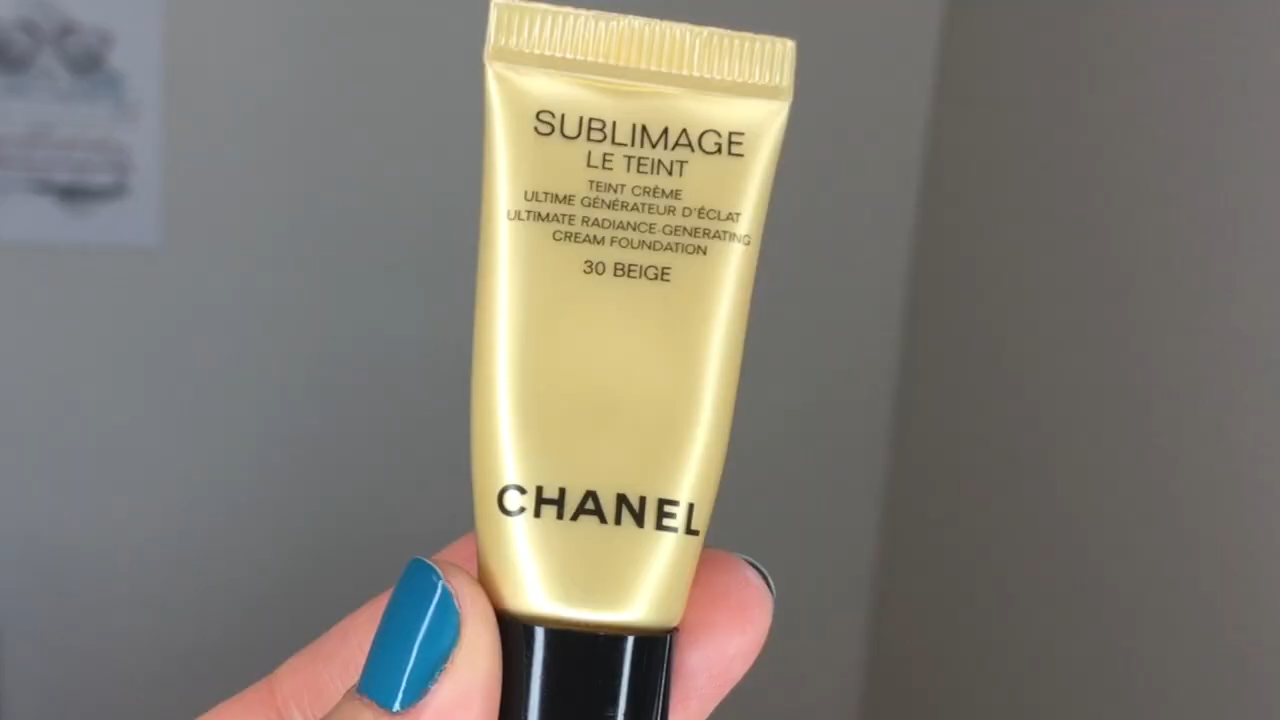 SUBLIMAGE
LE TEINT
TEINT CRÈME
ULTIME GÉNÉRATEUR D'ÉCLAT
ULTIMATE RADIANCE-GENERATING
CREAM FOUNDATION
30 BEIGE
CHANEL